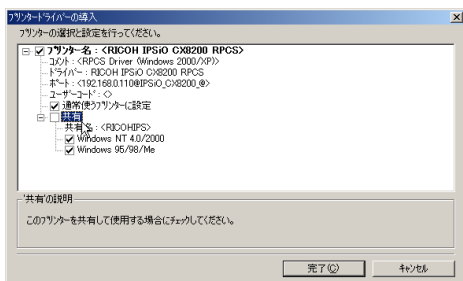 プリンタードライバーの導入
プリンターの選択と設定を行ってください。
プリンター名 : <RICOH IPSiO CX8200 RPCS>
コメント : <RPCS Driver (Windows 2000/XP)>
ドライバー : RICOH IPSiO CX8200 RPCS
ポート : <192.168.0.110@IPSiO_CX8200_@>
ユーザーコード : <>
通常使うプリンターに設定
共有
共有名 : <RICOHIPS>
Windows NT 4.0/2000
Windows 95/98/Me
'共有'の説明
このプリンターを共有して使用する場合にチェックしてください。
完了(C)
キャンセル